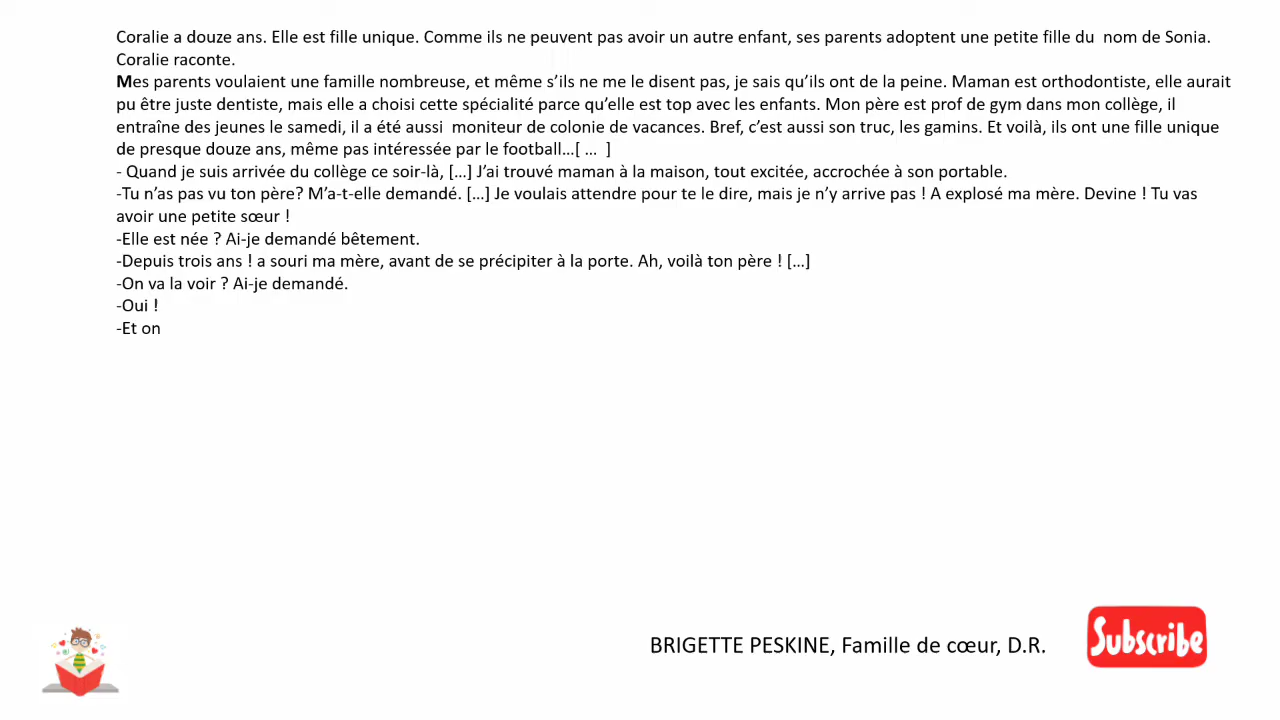 Coralie a douze ans. Elle est fille unique. Comme ils ne peuvent pas avoir un autre enfant, ses parents adoptent une petite fille du  nom de Sonia.
Coralie raconte.
Mes parents voulaient une famille nombreuse, et même s’ils ne me le disent pas, je sais qu’ils ont de la peine. Maman est orthodontiste, elle aurait
pu être juste dentiste, mais elle a choisi cette spécialité parce qu’elle est top avec les enfants. Mon père est prof de gym dans mon collège, il
entraîne des jeunes le samedi, il a été aussi  moniteur de colonie de vacances. Bref, c’est aussi son truc, les gamins. Et voilà, ils ont une fille unique
de presque douze ans, même pas intéressée par le football…[ …  ]
- Quand je suis arrivée du collège ce soir-là, […] J’ai trouvé maman à la maison, tout excitée, accrochée à son portable.
-Tu n’as pas vu ton père? M’a-t-elle demandé. […] Je voulais attendre pour te le dire, mais je n’y arrive pas ! A explosé ma mère. Devine ! Tu vas
avoir une petite sœur !
-Elle est née ? Ai-je demandé bêtement.
-Depuis trois ans ! a souri ma mère, avant de se précipiter à la porte. Ah, voilà ton père ! […]
-On va la voir ? Ai-je demandé.
-Oui !
-Et on
BRIGETTE PESKINE, Famille de cœur, D.R.
Subscribe